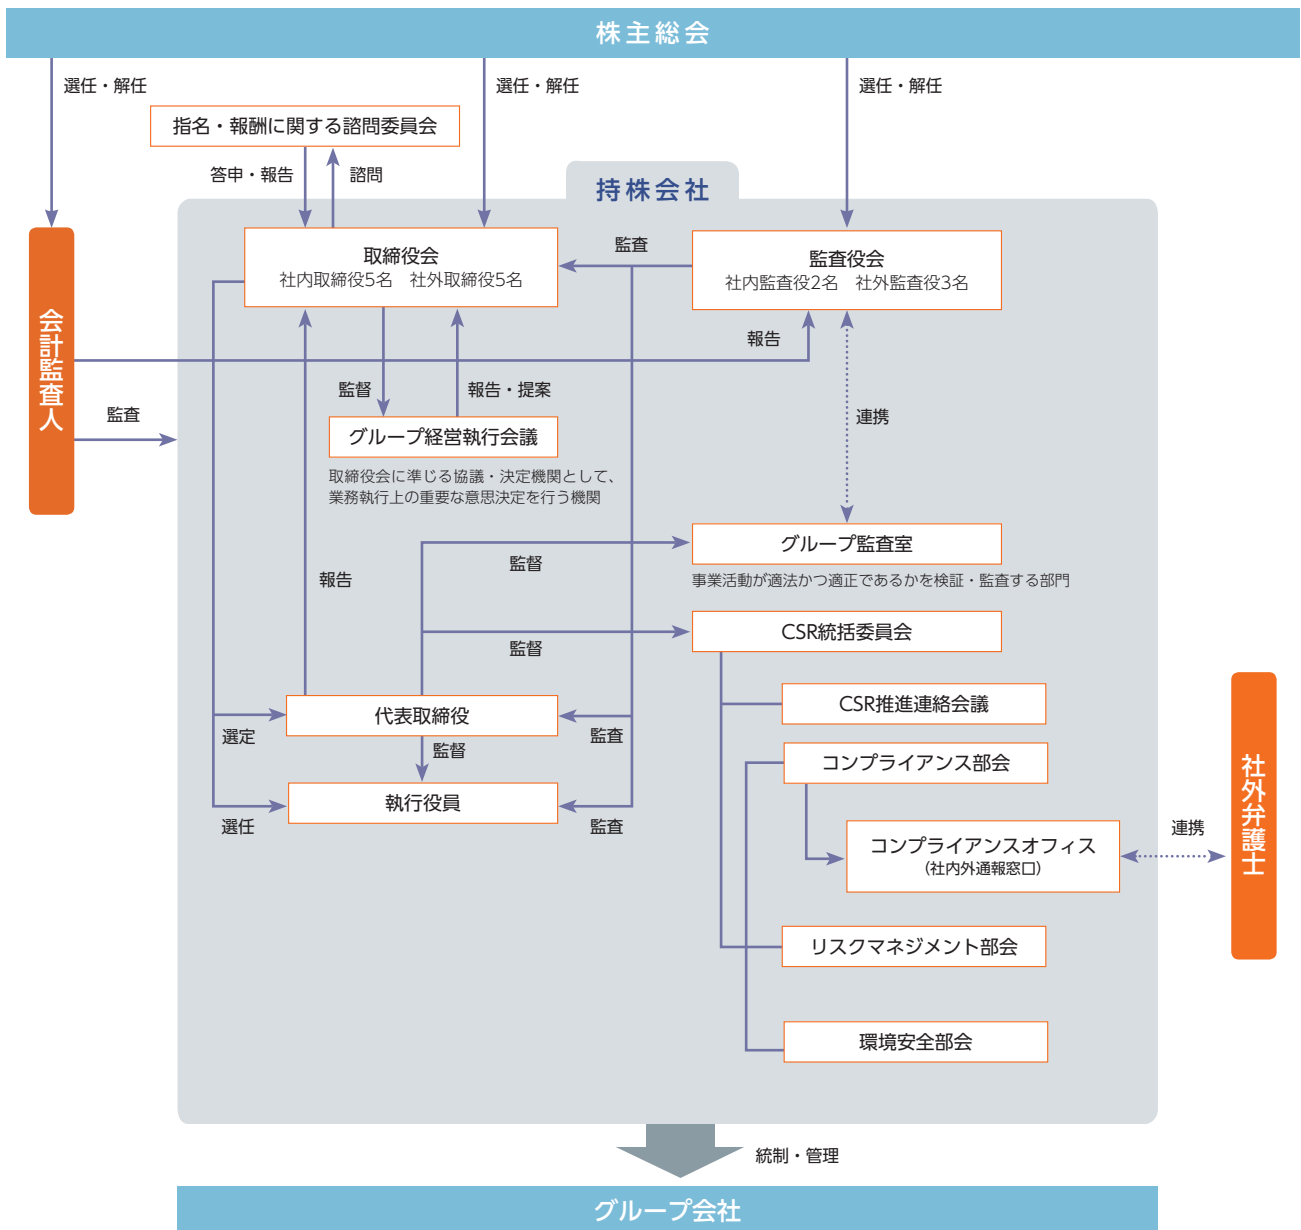 株主総会
選任・解任
選任・解任
選任・解任
指名・報酬に関する諮問委員会
答申・報告
諮問
持株会社
取締役会
社内取締役5名　社外取締役5名
監査
監査役会
社内監査役2名　社外監査役3名
会計監査人
報告
監督
報告・提案
監査
連携
グループ経営執行会議
取締役会に準じる協議・決定機関として、
業務執行上の重要な意思決定を行う機関
グループ監査室
事業活動が適法かつ適正であるかを検証・監査する部門
監督
報告
CSR統括委員会
監督
CSR推進連絡会議
代表取締役
選定
監査
監督
コンプライアンス部会
執行役員
選任
監査
コンプライアンスオフィス
(社内外通報窓口)
連携
社外弁護士
リスクマネジメント部会
環境安全部会
統制・管理
グループ会社